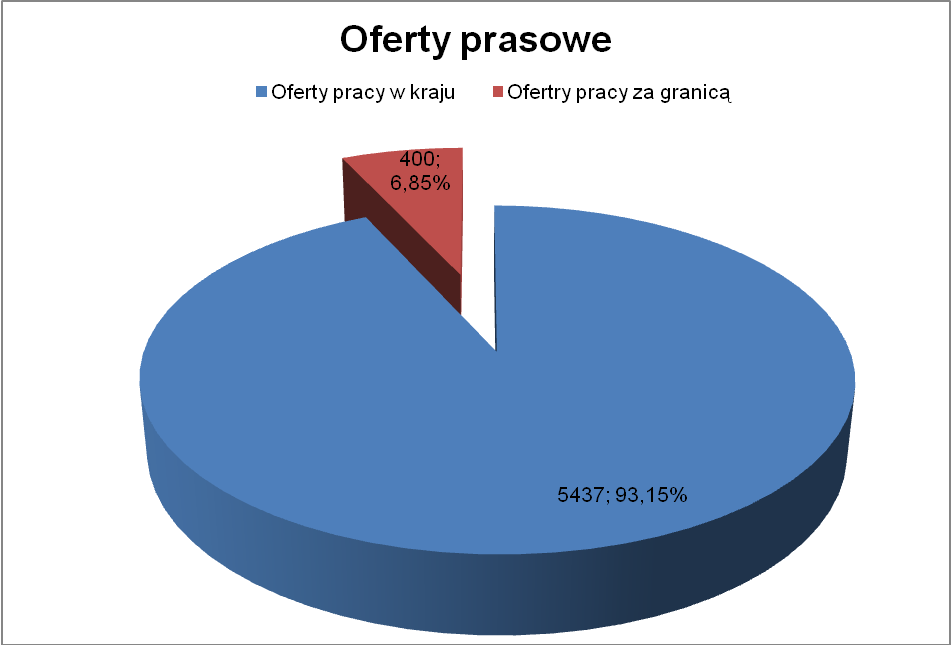 Oferty prasowe
Oferty pracy w kraju
Ofertry pracy za granicą
400;
6,85%
5437; 93,15%